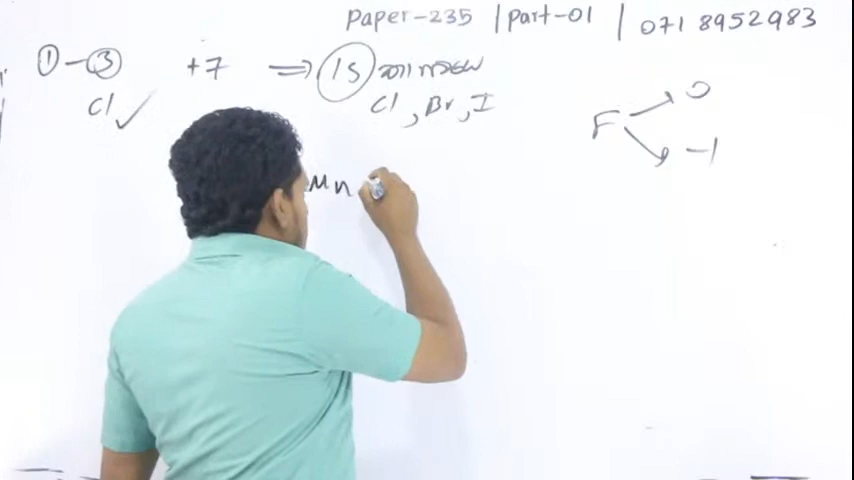 Paper-235 | Part-01 | 071 8952983
① - ③ +7 ⇒ 15
Cl ✓ Cl, Br, I
F → 0
→ -1
Mn